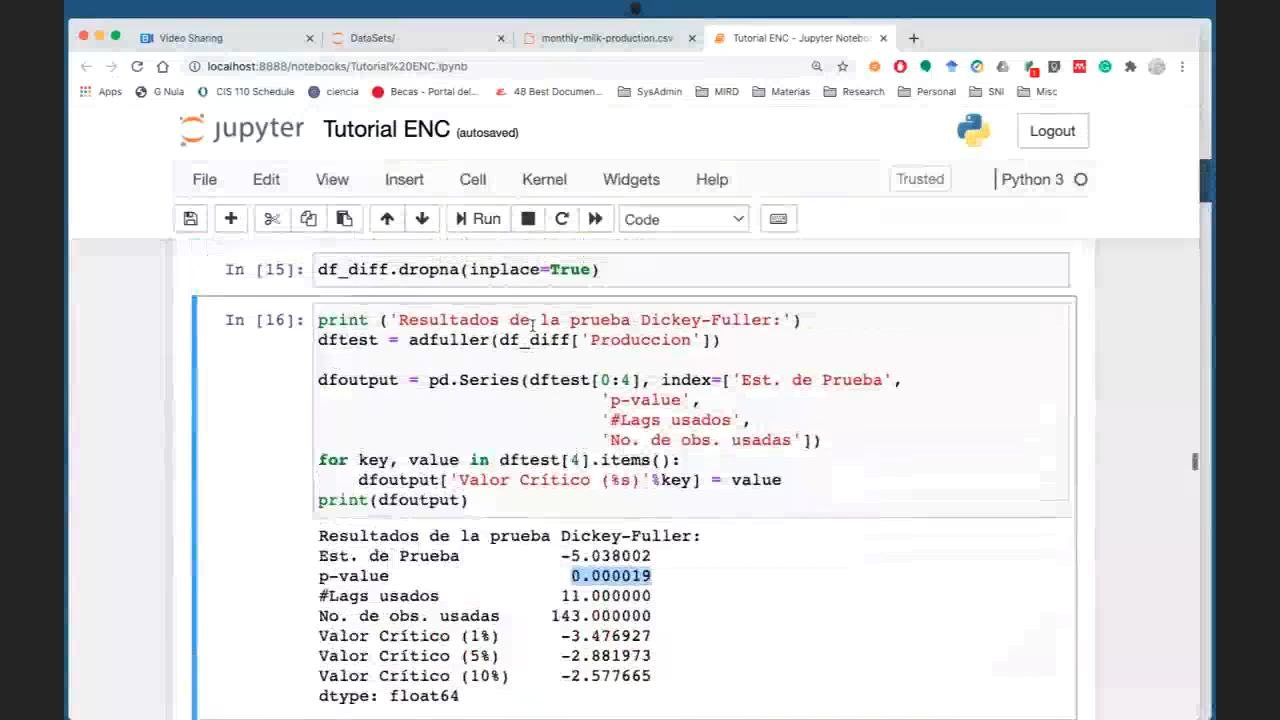 Video Sharing × DataSets/ × monthly-milk-production.csv × Tutorial ENC - Jupyter Notebo × +
localhost:8888/notebooks/Tutorial%20ENC.ipynb
Apps G Nula CIS 110 Schedule ciencia Becas - Portal del... 48 Best Documen... SysAdmin MIRD Materias Research Personal SNI Misc
jupyter Tutorial ENC (autosaved) Logout
File Edit View Insert Cell Kernel Widgets Help Trusted Python 3
Run Code
In [15]: df_diff.dropna(inplace=True)
In [16]: print ('Resultados de la prueba Dickey-Fuller:')
dftest = adfuller(df_diff['Produccion'])
dfoutput = pd.Series(dftest[0:4], index=['Est. de Prueba',
'p-value',
'#Lags usados',
'No. de obs. usadas'])
for key, value in dftest[4].items():
dfoutput['Valor Crítico (%s)'%key] = value
print(dfoutput)
Resultados de la prueba Dickey-Fuller:
Est. de Prueba -5.038002
p-value 0.000019
#Lags usados 11.000000
No. de obs. usadas 143.000000
Valor Crítico (1%) -3.476927
Valor Crítico (5%) -2.881973
Valor Crítico (10%) -2.577665
dtype: float64